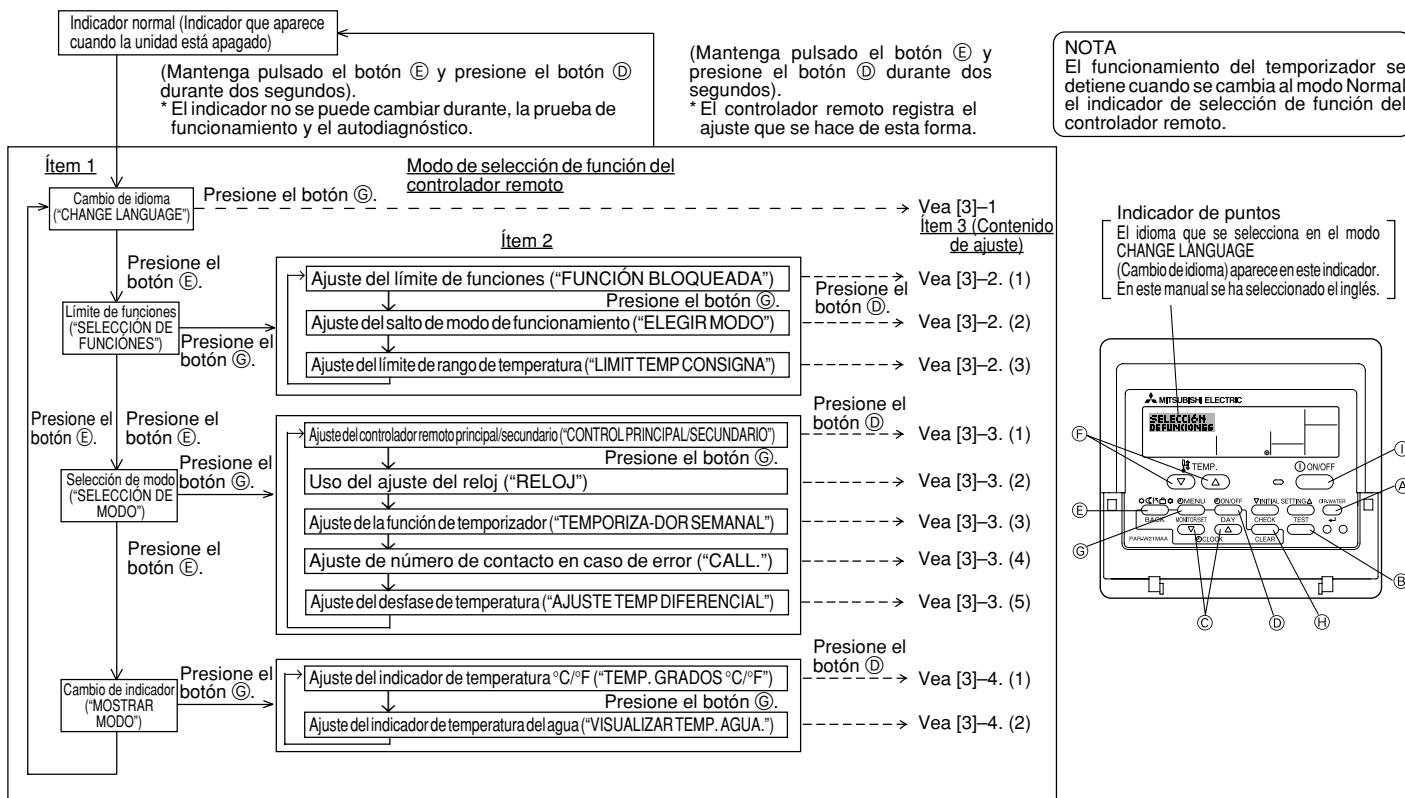 Indicador normal (Indicador que aparece
cuando la unidad está apagado)
(Mantenga pulsado el botón Ⓔ y presione el botón Ⓓ
durante dos segundos).
* El indicador no se puede cambiar durante, la prueba de
funcionamiento y el autodiagnóstico.
(Mantenga pulsado el botón Ⓔ y
presione el botón Ⓓ durante dos
segundos).
* El controlador remoto registra el
ajuste que se hace de esta forma.
NOTA
El funcionamiento del temporizador se
detiene cuando se cambia al modo Normal
el indicador de selección de función del
controlador remoto.
Ítem 1
Modo de selección de función del
controlador remoto
Cambio de idioma
("CHANGE LANGUAGE")
Presione el botón Ⓖ.
Vea [3]–1
Ítem 3 (Contenido
de ajuste)
Ítem 2
Presione el
botón Ⓔ.
Límite de funciones
("SELECCIÓN DE
FUNCIÓNES")
Presione el
botón Ⓖ.
Ajuste del límite de funciones ("FUNCIÓN BLOQUEADA")
Presione el botón Ⓖ.
Presione el
botón Ⓓ.
Vea [3]–2. (1)
Ajuste del salto de modo de funcionamiento ("ELEGIR MODO")
Vea [3]–2. (2)
Ajuste del límite de rango de temperatura ("LIMIT TEMP CONSIGNA")
Vea [3]–2. (3)
Presione el
botón Ⓔ.
Presione el
botón Ⓔ.
Selección de modo
("SELECCIÓN DE
MODO")
Presione el
botón Ⓖ.
Presione el
botón Ⓓ
Ajuste del controlador remoto principal/secundario ("CONTROL PRINCIPAL/SECUNDARIO")
Presione el botón Ⓖ.
Vea [3]–3. (1)
Uso del ajuste del reloj ("RELOJ")
Vea [3]–3. (2)
Ajuste de la función de temporizador ("TEMPORIZA-DOR SEMANAL")
Vea [3]–3. (3)
Ajuste de número de contacto en caso de error ("CALL.")
Vea [3]–3. (4)
Ajuste del desfase de temperatura ("AJUSTE TEMP DIFERENCIAL")
Vea [3]–3. (5)
Presione el
botón Ⓔ.
Cambio de indicador
("MOSTRAR
MODO")
Presione el
botón Ⓖ.
Presione el
botón Ⓓ
Ajuste del indicador de temperatura °C/°F ("TEMP. GRADOS °C/°F")
Presione el botón Ⓖ.
Vea [3]–4. (1)
Ajuste del indicador de temperatura del agua ("VISUALIZAR TEMP. AGUA.")
Vea [3]–4. (2)
Indicador de puntos
El idioma que se selecciona en el modo
CHANGE LANGUAGE
(Cambio de idioma) aparece en este indicador.
En este manual se ha seleccionado el inglés.
MITSUBISHI ELECTRIC
SELECCIÓN
DEFUNCIONES
TEMP.
ON/OFF
MENU
ON/OFF
INITIAL SETTING
CIR.WATER
BACK
MONITOR/SET
DAY
CHECK
TEST
PAR-W21MAA
CLOCK
CLEAR
Ⓕ
Ⓔ
Ⓖ
Ⓘ
Ⓐ
Ⓑ
Ⓒ
Ⓓ
Ⓗ